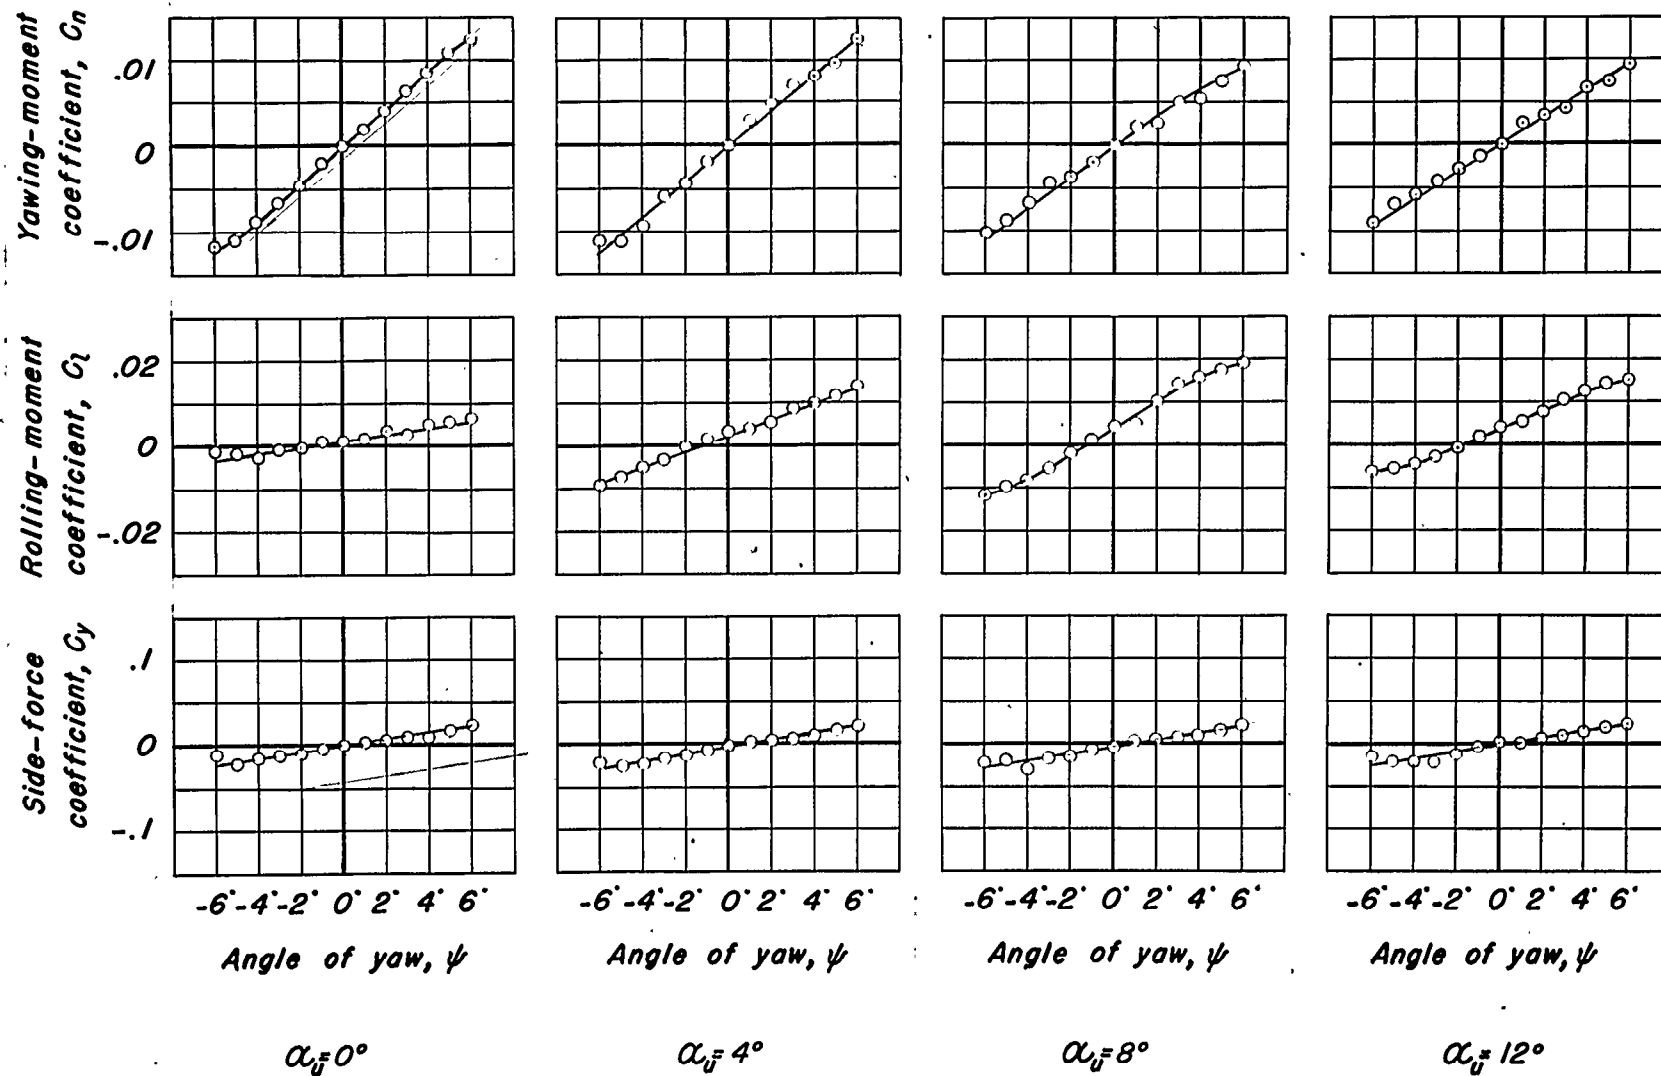 Yawing-moment
coefficient, Cn
.01
0
-.01
Rolling-moment
coefficient, Cl
.02
0
-.02
Side-force
coefficient, Cy
.1
0
-.1
-6° -4° -2° 0° 2° 4° 6°
-6° -4° -2° 0° 2° 4° 6°
-6° -4° -2° 0° 2° 4° 6°
-6° -4° -2° 0° 2° 4° 6°
Angle of yaw, ψ
Angle of yaw, ψ
Angle of yaw, ψ
Angle of yaw, ψ
αu=0°
αu=4°
αu=8°
αu=12°